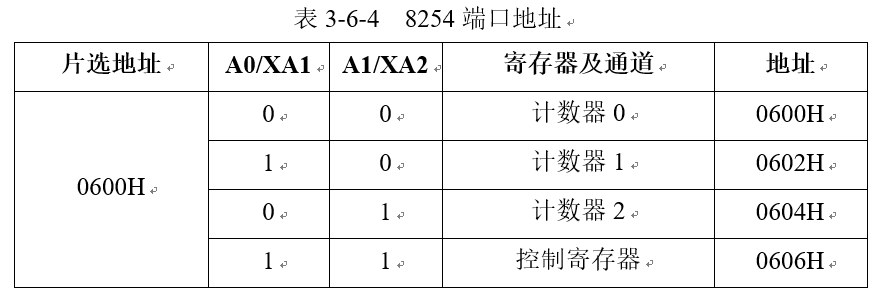 表 3-6-4 8254 端口地址
片选地址 A0/XA1 A1/XA2 寄存器及通道 地址
0600H 0 0 计数器 0 0600H
1 0 计数器 1 0602H
0 1 计数器 2 0604H
1 1 控制寄存器 0606H